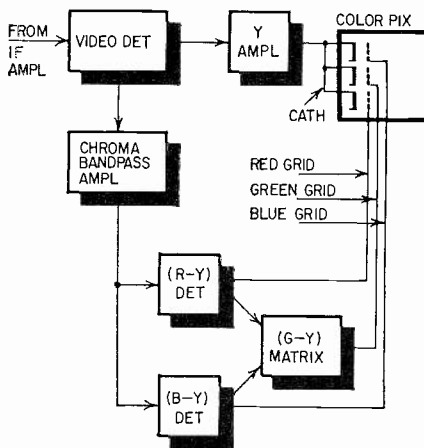 COLOR PIX
FROM
IF
AMPL
VIDEO DET
Y
AMPL
CATH
CHROMA
BANDPASS
AMPL
RED GRID
GREEN GRID
BLUE GRID
(R-Y)
DET
(G-Y)
MATRIX
(B-Y)
DET